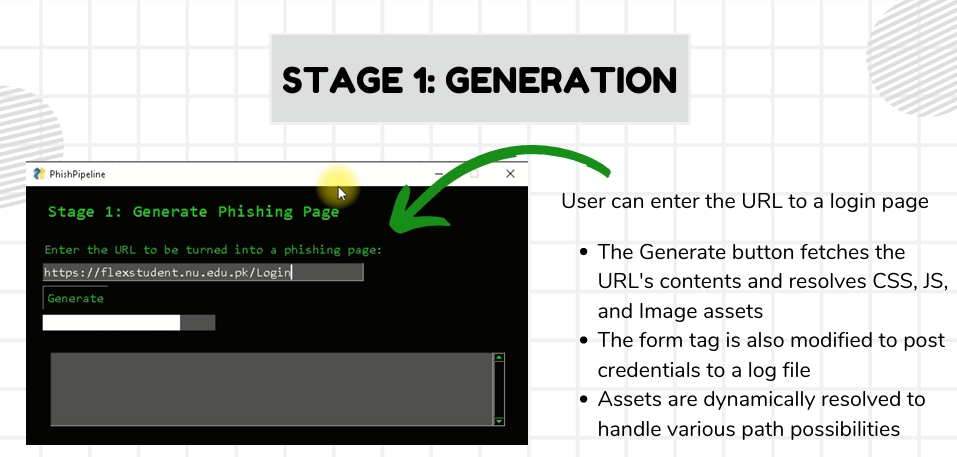 STAGE 1: GENERATION
PhishPipeline
Stage 1: Generate Phishing Page
Enter the URL to be turned into a phishing page:
https://flexstudent.nu.edu.pk/Login
Generate
User can enter the URL to a login page
• The Generate button fetches the
URL's contents and resolves CSS, JS,
and Image assets
• The form tag is also modified to post
credentials to a log file
• Assets are dynamically resolved to
handle various path possibilities